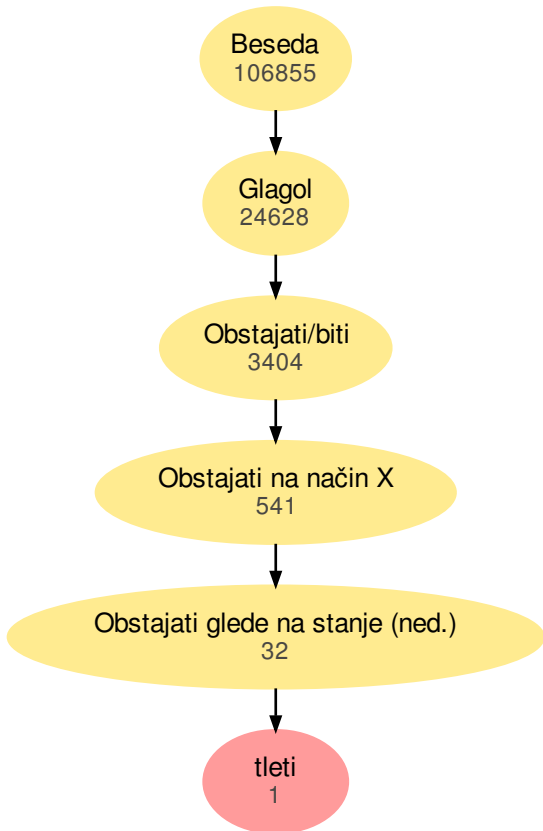 Beseda
106855
Glagol
24628
Obstajati/biti
3404
Obstajati na način X
541
Obstajati glede na stanje (ned.)
32
tleti
1